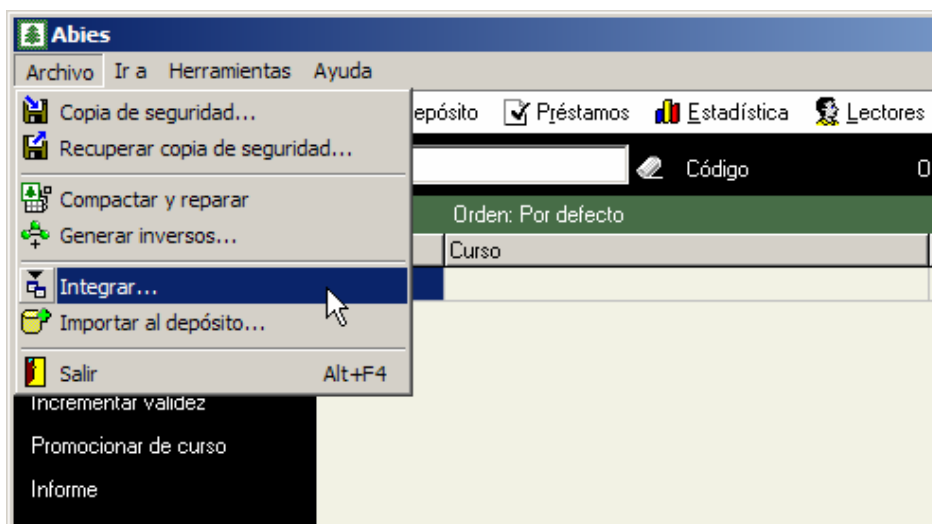 Abies
Archivo Ir a Herramientas Ayuda
Copia de seguridad...
epósito Préstamos Estadística Lectores
Recuperar copia de seguridad...
Código
Compactar y reparar
Orden: Por defecto
Generar inversos...
Curso
Integrar...
Importar al depósito...
Salir Alt+F4
Incrementar validez
Promocionar de curso
Informe